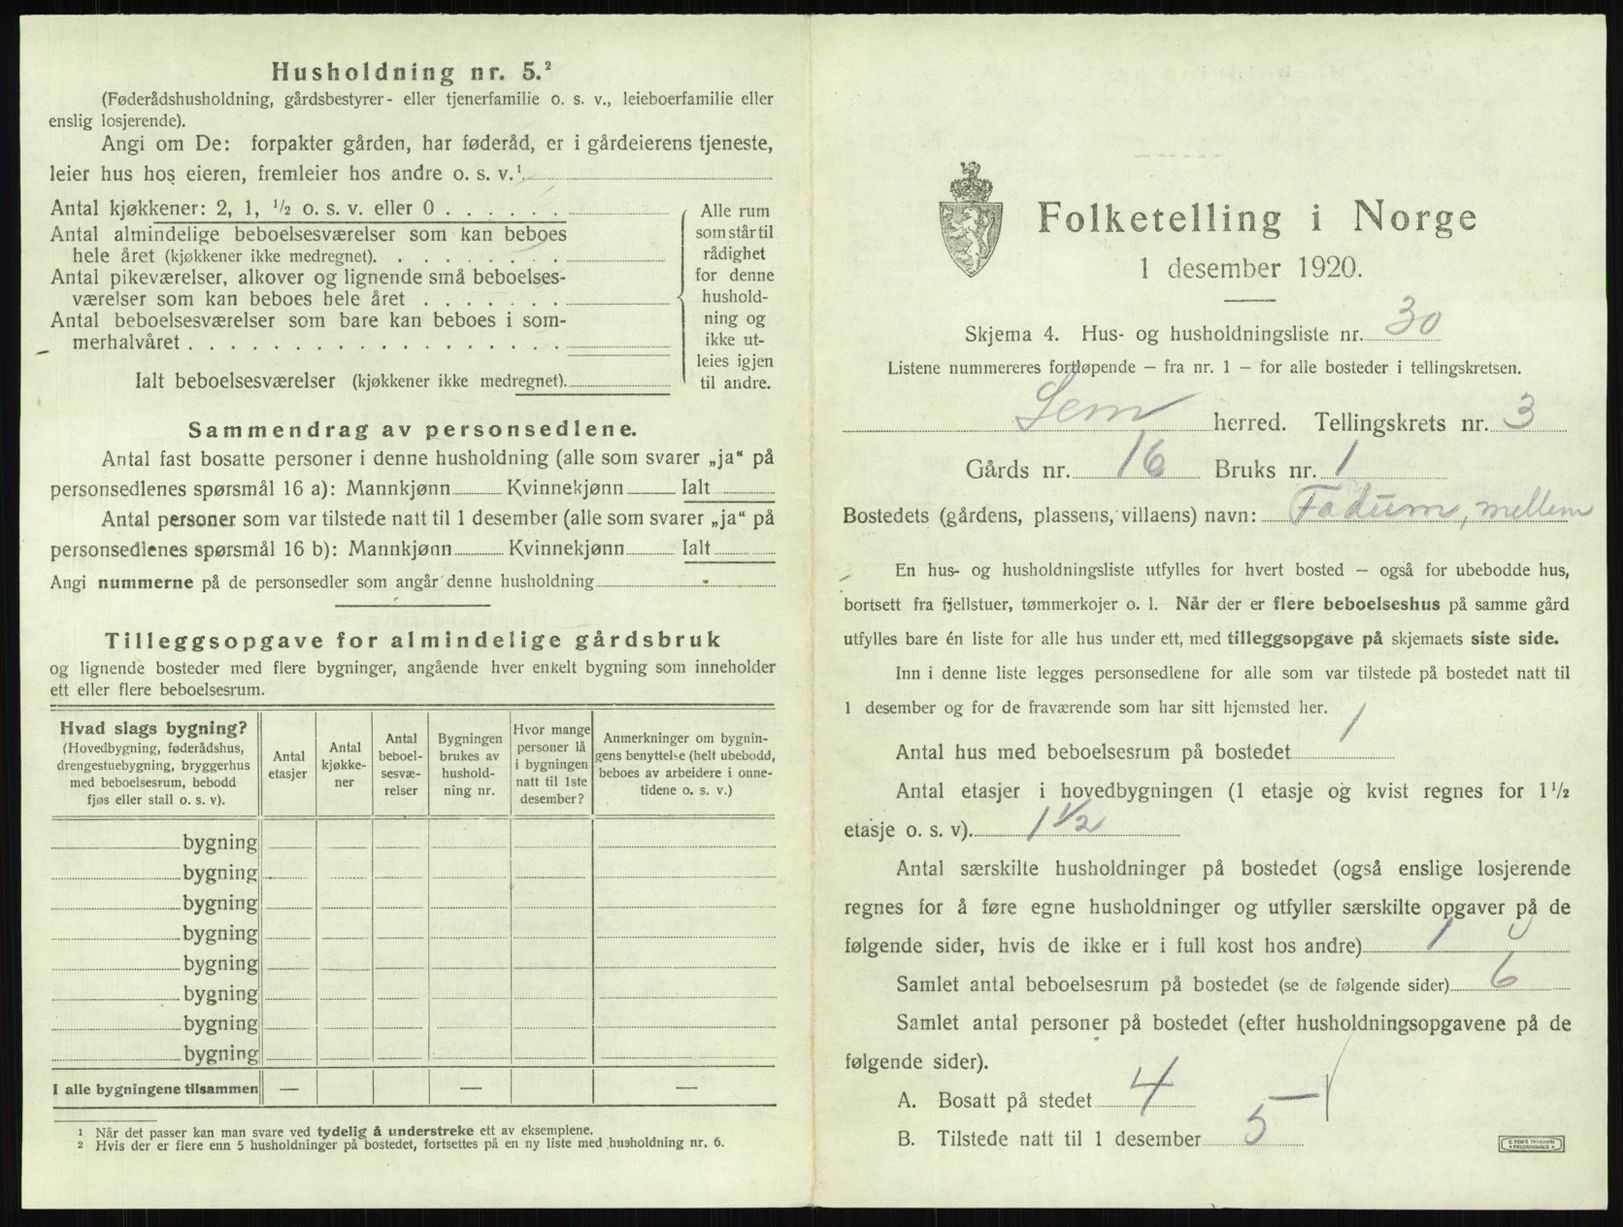 Husholdning nr. 5.²
(Føderådshusholdning, gårdsbestyrer- eller tjenerfamilie o. s. v., leieboerfamilie eller
enslig losjerende).
Angi om De: forpakter gården, har føderåd, er i gårdeierens tjeneste,
leier hus hos eieren, fremleier hos andre o. s. v.¹
Antal kjøkkener: 2, 1, ½ o. s. v. eller 0 . . . . . .
Antal almindelige beboelsesværelser som kan beboes
hele året (kjøkkener ikke medregnet). . . . . . . . .
Antal pikeværelser, alkover og lignende små beboelses-
værelser som kan beboes hele året . . . . . . .
Antal beboelsesværelser som bare kan beboes i som-
merhalvåret . . . . . . . . . . . . . . . . . .
Ialt beboelsesværelser (kjøkkener ikke medregnet).
Alle rum
som står til
rådighet
for denne
hushold-
ning og
ikke ut-
leies igjen
til andre.
Sammendrag av personsedlene.
Antal fast bosatte personer i denne husholdning (alle som svarer „ja“ på
personsedlenes spørsmål 16 a): Mannkjønn Kvinnekjønn Ialt
Antal personer som var tilstede natt til 1 desember (alle som svarer „ja“ på
personsedlenes spørsmål 16 b): Mannkjønn Kvinnekjønn Ialt
Angi nummerne på de personsedler som angår denne husholdning
Tilleggsopgave for almindelige gårdsbruk
og lignende bosteder med flere bygninger, angående hver enkelt bygning som inneholder
ett eller flere beboelsesrum.
Hvad slags bygning?
(Hovedbygning, føderådshus,
drengestuebygning, bryggerhus
med beboelsesrum, bebodd
fjøs eller stall o. s. v).
Antal
etasjer
Antal
kjøkke-
ner
Antal
beboel-
sesvæ-
relser
Bygningen
brukes av
hushold-
ning nr.
Hvor mange
personer lå
i bygningen
natt til 1ste
desember?
Anmerkninger om bygnin-
gens benyttelse (helt ubebodd,
beboes av arbeidere i onne-
tidene o. s. v.)
bygning
bygning
bygning
bygning
bygning
bygning
bygning
bygning
I alle bygningene tilsammen — — —
1 Når det passer kan man svare ved tydelig å understreke ett av eksemplene.
2 Hvis der er flere enn 5 husholdninger på bostedet, fortsettes på en ny liste med husholdning nr. 6.
Folketelling i Norge
1 desember 1920.
Skjema 4. Hus- og husholdningsliste nr. 30
Listene nummereres fortløpende — fra nr. 1 — for alle bosteder i tellingskretsen.
Sem herred. Tellingskrets nr. 3
Gårds nr. 16 Bruks nr. 1
Bostedets (gårdens, plassens, villaens) navn: Fadum, mellem
En hus- og husholdningsliste utfylles for hvert bosted — også for ubebodde hus,
bortsett fra fjellstuer, tømmerkojer o. l. Når der er flere beboelseshus på samme gård
utfylles bare én liste for alle hus under ett, med tilleggsopgave på skjemaets siste side.
Inn i denne liste legges personsedlene for alle som var tilstede på bostedet natt til
1 desember og for de fraværende som har sitt hjemsted her.
Antal hus med beboelsesrum på bostedet 1
Antal etasjer i hovedbygningen (1 etasje og kvist regnes for 1 ½
etasje o. s. v). 1 ½
Antal særskilte husholdninger på bostedet (også enslige losjerende
regnes for å føre egne husholdninger og utfyller særskilte opgaver på de
følgende sider, hvis de ikke er i full kost hos andre) 1
Samlet antal beboelsesrum på bostedet (se de følgende sider) 6
Samlet antal personer på bostedet (efter husholdningsopgavene på de
følgende sider).
A. Bosatt på stedet 4
B. Tilstede natt til 1 desember 5